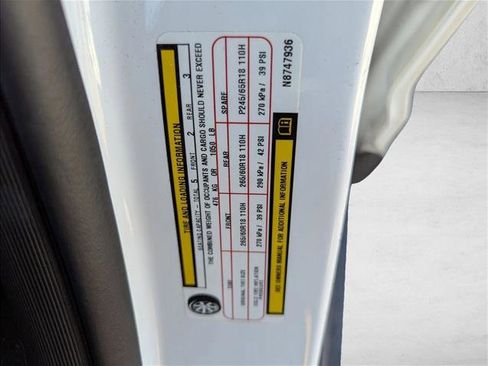 TIRE AND LOADING INFORMATION
SEATING CAPACITY - TOTAL 5 FRONT 2 REAR 3
THE COMBINED WEIGHT OF OCCUPANTS AND CARGO SHOULD NEVER EXCEED
476 KG OR 1050 LB
TIRE FRONT REAR SPARE
ORIGINAL TIRE SIZE 265/60R18 110H 265/60R18 110H P245/65R18 110H
COLD TIRE INFLATION PRESSURE 270 kPa / 39 PSI 290 kPa / 42 PSI 270 kPa / 39 PSI
SEE OWNERS MANUAL FOR ADDITIONAL INFORMATION
N8747936